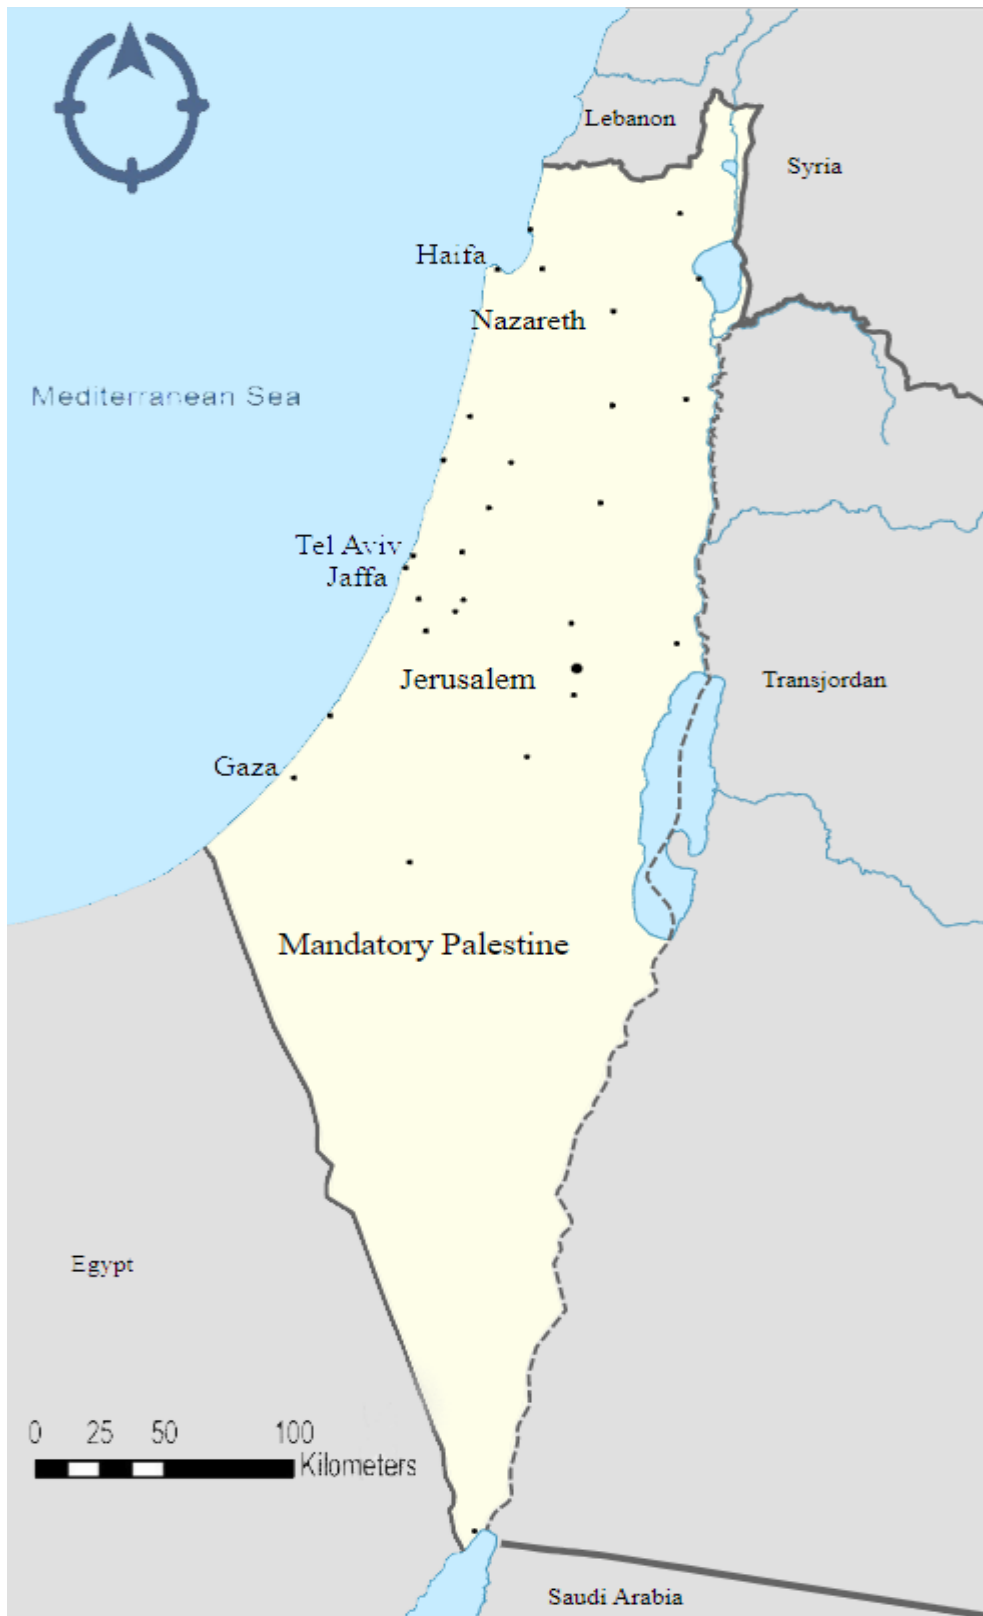 Lebanon
Syria
Haifa
Nazareth
Mediterranean Sea
Tel Aviv
Jaffa
Jerusalem
Transjordan
Gaza
Mandatory Palestine
Egypt
0 25 50 100
Kilometers
Saudi Arabia